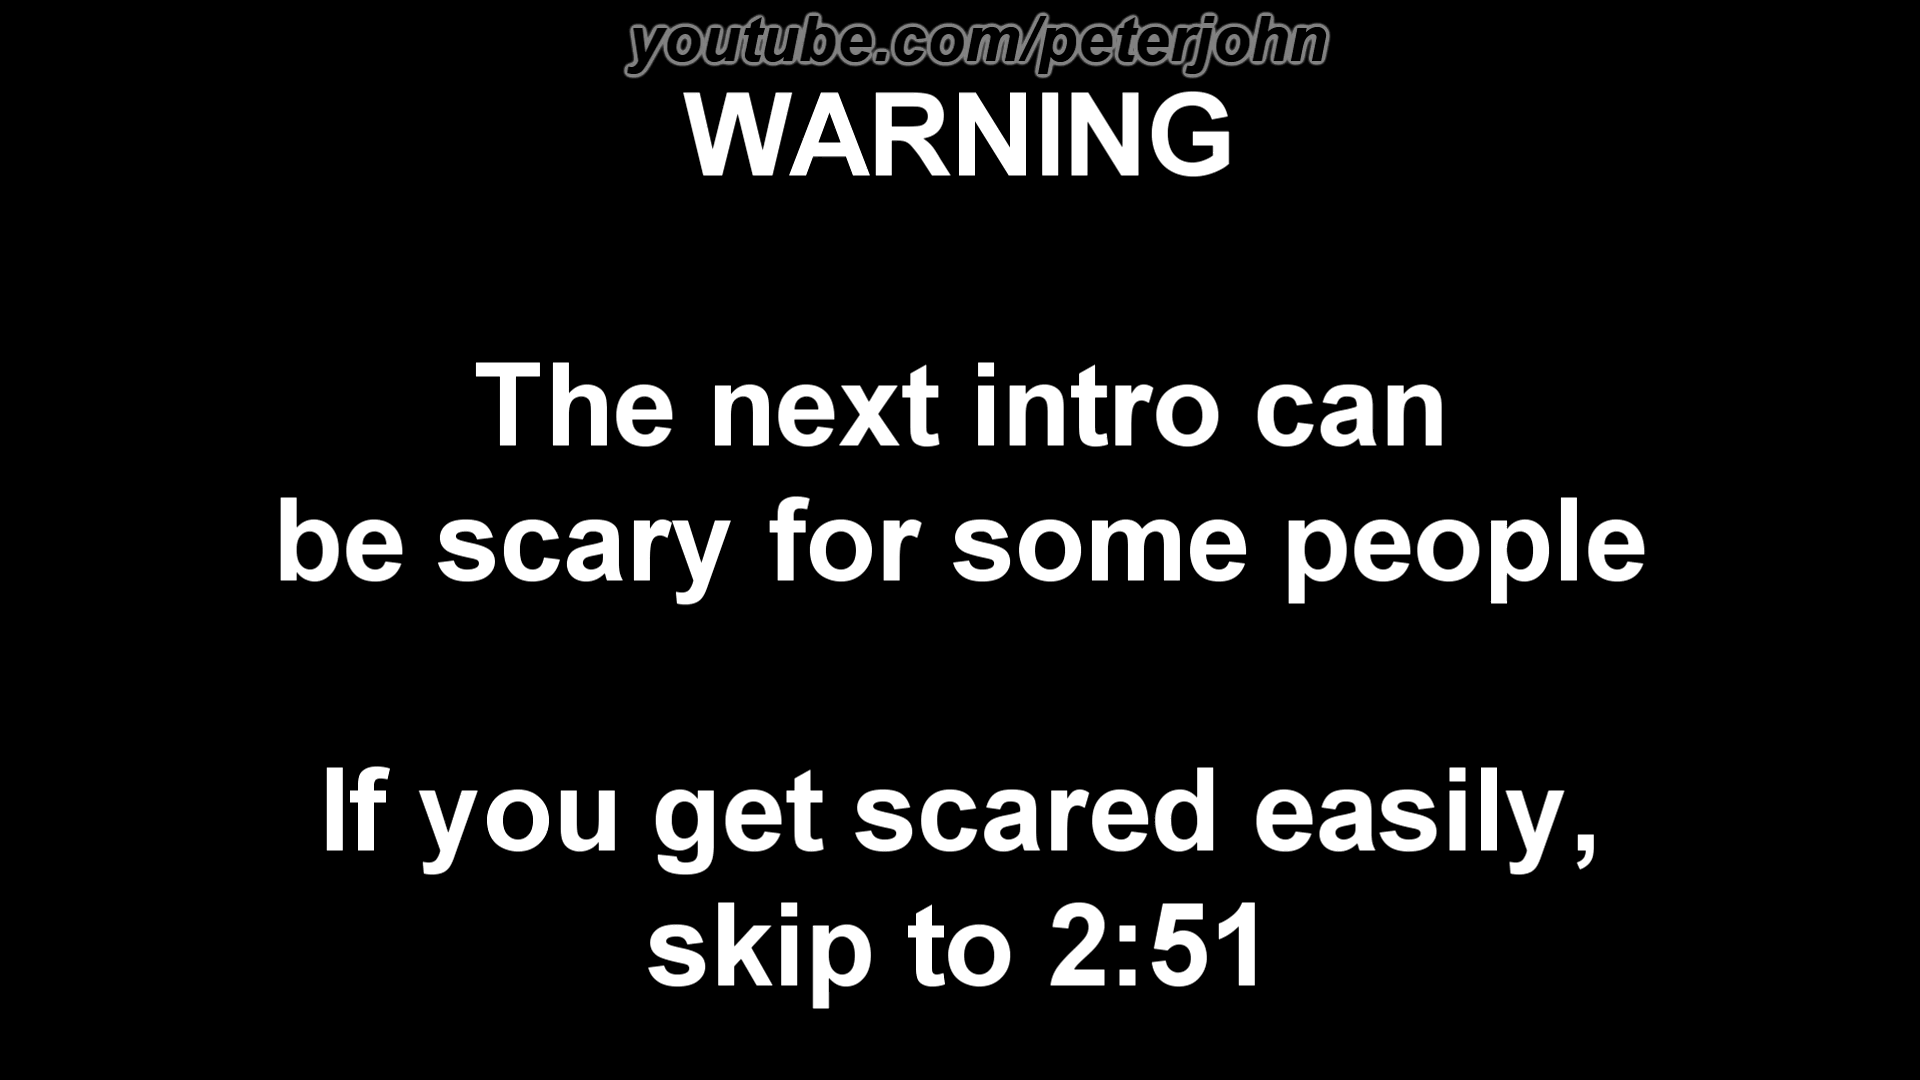 youtube.com/peterjohn
WARNING
The next intro can
be scary for some people
If you get scared easily,
skip to 2:51